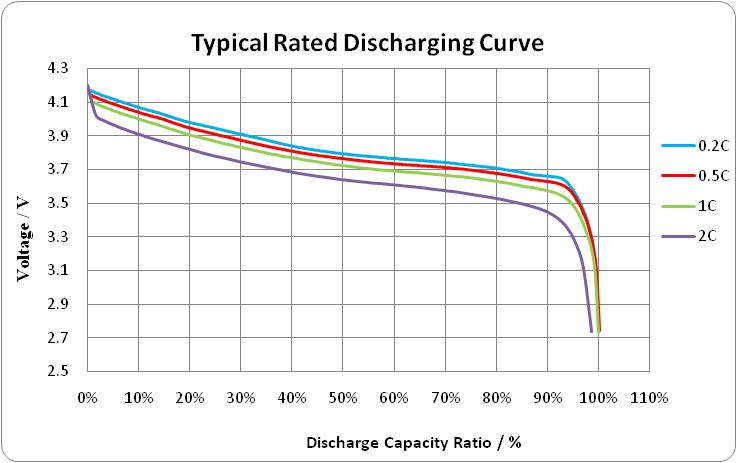 Typical Rated Discharging Curve
4.3
4.1
3.9
3.7
3.5
3.3
3.1
2.9
2.7
2.5
Voltage / V
0% 10% 20% 30% 40% 50% 60% 70% 80% 90% 100% 110%
Discharge Capacity Ratio / %
0.2C
0.5C
1C
2C